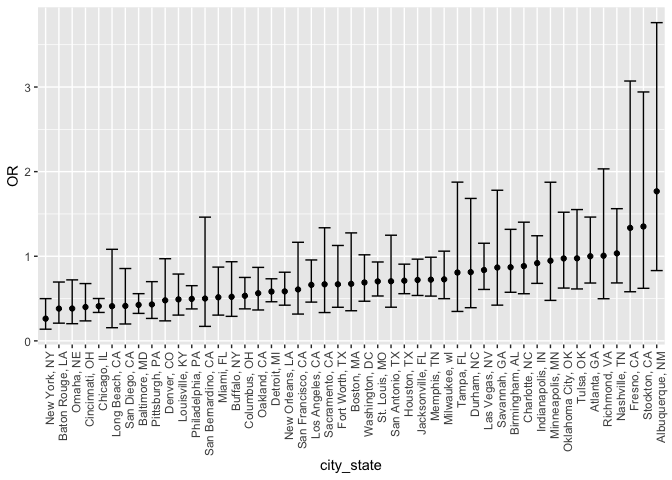 OR
3
2
1
0
New York, NY
Baton Rouge, LA
Omaha, NE
Cincinnati, OH
Chicago, IL
Long Beach, CA
San Diego, CA
Baltimore, MD
Pittsburgh, PA
Denver, CO
Louisville, KY
Philadelphia, PA
San Bernardino, CA
Miami, FL
Buffalo, NY
Columbus, OH
Oakland, CA
Detroit, MI
New Orleans, LA
San Francisco, CA
Los Angeles, CA
Sacramento, CA
Fort Worth, TX
Boston, MA
Washington, DC
St. Louis, MO
San Antonio, TX
Houston, TX
Jacksonville, FL
Memphis, TN
Milwaukee, wI
Tampa, FL
Durham, NC
Las Vegas, NV
Savannah, GA
Birmingham, AL
Charlotte, NC
Indianapolis, IN
Minneapolis, MN
Oklahoma City, OK
Tulsa, OK
Atlanta, GA
Richmond, VA
Nashville, TN
Fresno, CA
Stockton, CA
Albuquerque, NM
city_state